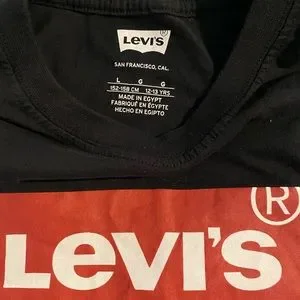 LEVI'S
SAN FRANCISCO, CAL.
L G G
152-158 CM 12-13 YRS
MADE IN EGYPT
FABRIQUÉ EN ÉGYPTE
HECHO EN EGIPTO
®
LEVI'S